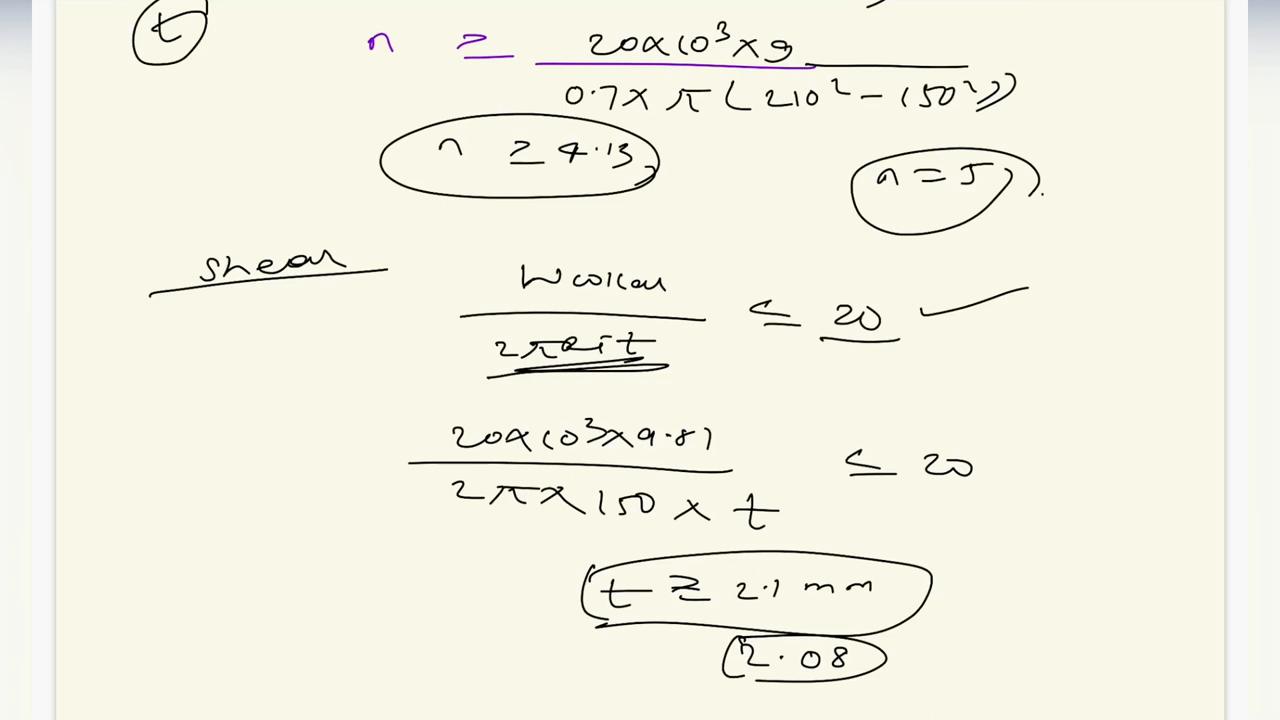 t
n ≥ 20×10³×9 / 0.7×π(210²-150²)
n ≥ 4.13
n = 5
Shear
Wcollar / 2πRit ≤ 20
20×10³×9.81 / 2π×150×t ≤ 20
t ≥ 2.1 mm
2.08